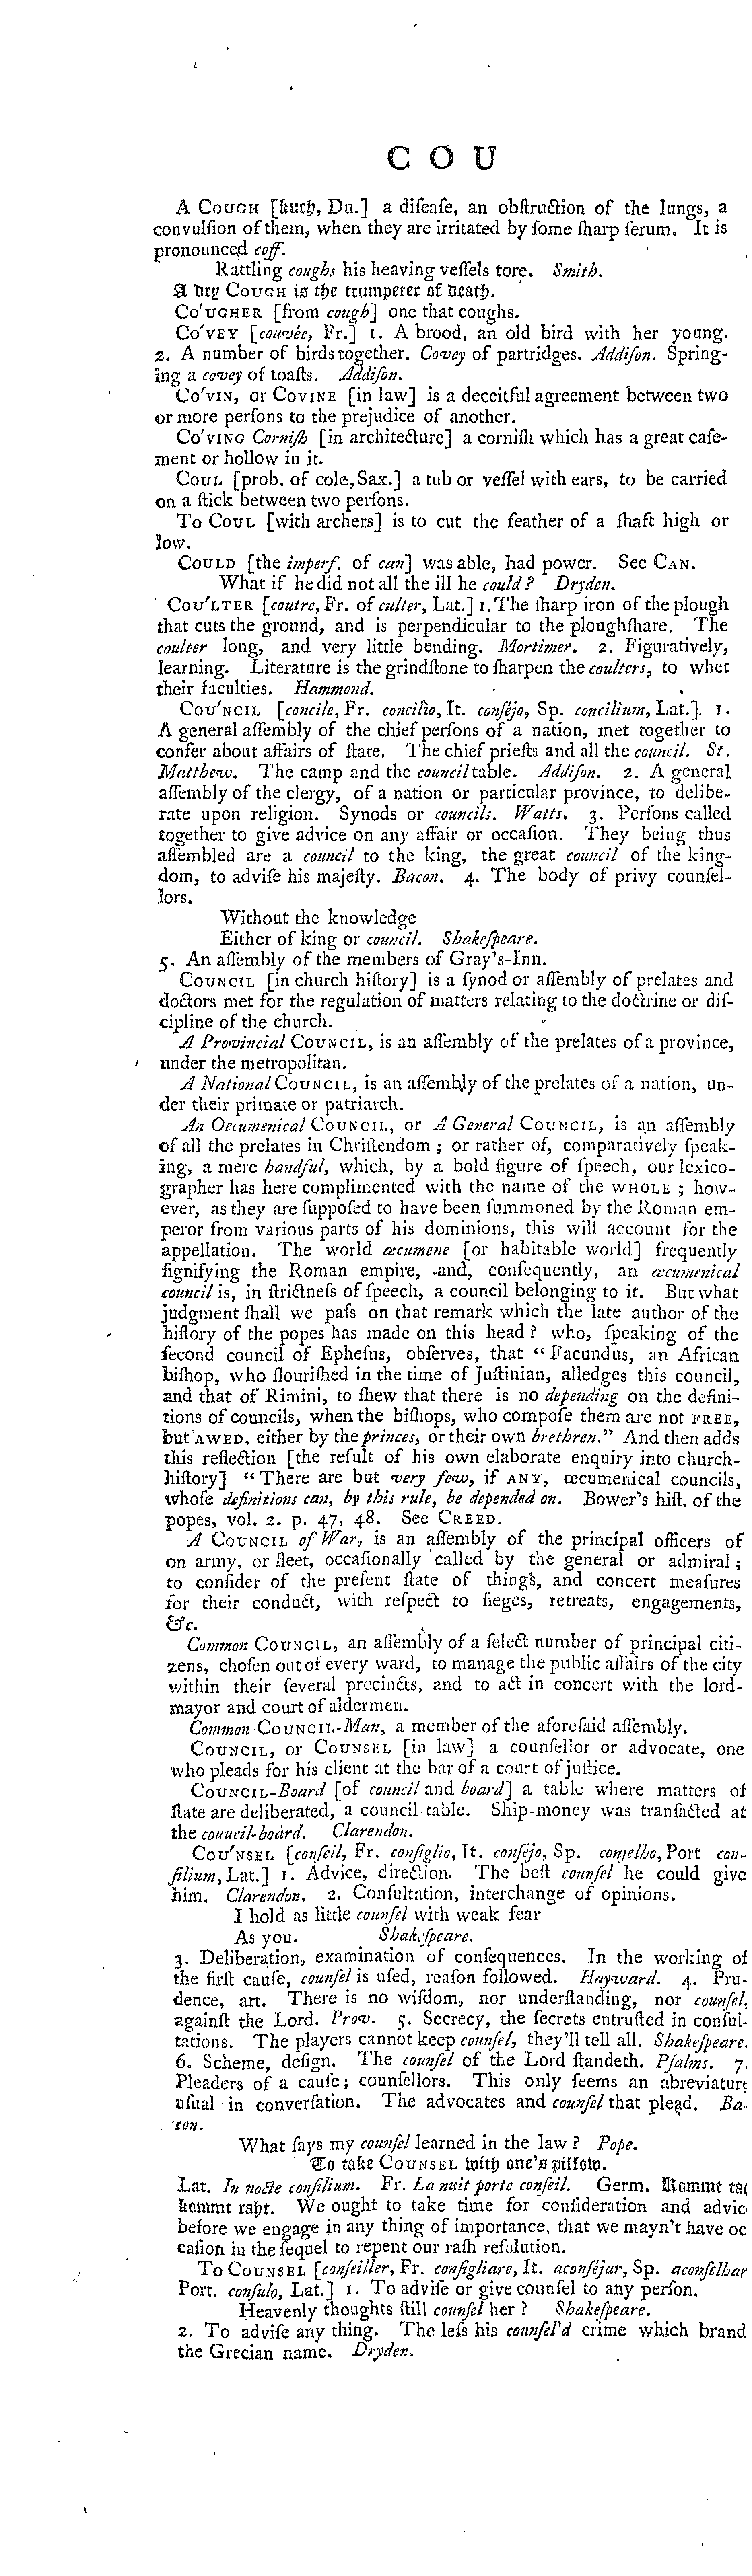 C O U
A COUGH [kuch, Du.] a diſeaſe, an obſtruction of the lungs, a
convulſion of them, when they are irritated by ſome ſharp ſerum. It is
pronounced coff.
Rattling coughs his heaving veſſels tore. Smith.
A dry COUGH is the trumpeter of death.
CO'UGHER [from cough] one that coughs.
CO'VEY [couvée, Fr.] 1. A brood, an old bird with her young.
2. A number of birds together. Covey of partridges. Addiſon. Spring-
ing a covey of toaſts. Addiſon.
CO'VIN, or COVINE [in law] is a deceitful agreement between two
or more perſons to the prejudice of another.
CO'VING Corniſh [in architecture] a corniſh which has a great caſe-
ment or hollow in it.
COUL [prob. of cole, Sax.] a tub or veſſel with ears, to be carried
on a ſtick between two perſons.
To COUL [with archers] is to cut the feather of a ſhaft high or
low.
COULD [the imperf. of can] was able, had power. See CAN.
What if he did not all the ill he could? Dryden.
COU'LTER [coutre, Fr. of culter, Lat.] 1. The ſharp iron of the plough
that cuts the ground, and is perpendicular to the ploughſhare. The
coulter long, and very little bending. Mortimer. 2. Figuratively,
learning. Literature is the grindſtone to ſharpen the coulters, to whet
their faculties. Hammond.
COU'NCIL [concile, Fr. concilio, It. conſéjo, Sp. concilium, Lat.]. 1.
A general aſſembly of the chief perſons of a nation, met together to
confer about affairs of ſtate. The chief prieſts and all the council. St.
Matthew. The camp and the council table. Addiſon. 2. A general
aſſembly of the clergy, of a nation or particular province, to delibe-
rate upon religion. Synods or councils. Watts. 3. Perſons called
together to give advice on any affair or occaſion. They being thus
aſſembled are a council to the king, the great council of the king-
dom, to adviſe his majeſty. Bacon. 4. The body of privy counſel-
lors.
Without the knowledge
Either of king or council. Shakeſpeare.
5. An aſſembly of the members of Gray's-Inn.
COUNCIL [in church hiſtory] is a ſynod or aſſembly of prelates and
doctors met for the regulation of matters relating to the doctrine or diſ-
cipline of the church.
A Provincial COUNCIL, is an aſſembly of the prelates of a province,
under the metropolitan.
A National COUNCIL, is an aſſembly of the prelates of a nation, un-
der their primate or patriarch.
An Oecumenical COUNCIL, or A General COUNCIL, is an aſſembly
of all the prelates in Chriſtendom; or rather of, comparatively ſpeak-
ing, a mere handful, which, by a bold figure of ſpeech, our lexico-
grapher has here complimented with the name of the WHOLE; how-
ever, as they are ſuppoſed to have been ſummoned by the Roman em-
peror from various parts of his dominions, this will account for the
appellation. The world œcumene [or habitable world] frequently
ſignifying the Roman empire, and, conſequently, an œcumenical
council is, in ſtrictneſs of ſpeech, a council belonging to it. But what
judgment ſhall we paſs on that remark which the late author of the
hiſtory of the popes has made on this head? who, ſpeaking of the
ſecond council of Epheſus, obſerves, that "Facundus, an African
biſhop, who flouriſhed in the time of Juſtinian, alledges this council,
and that of Rimini, to ſhew that there is no depending on the defini-
tions of councils, when the biſhops, who compoſe them are not FREE,
but AWED, either by the princes, or their own brethren." And then adds
this reflection [the reſult of his own elaborate enquiry into church-
hiſtory] "There are but very few, if ANY, œcumenical councils,
whoſe definitions can, by this rule, be depended on. Bower's hiſt. of the
popes, vol. 2. p. 47, 48. See CREED.
A COUNCIL of War, is an aſſembly of the principal officers of
on army, or fleet, occaſionally called by the general or admiral;
to conſider of the preſent ſtate of things, and concert meaſures
for their conduct, with reſpect to ſieges, retreats, engagements,
&c.
Common COUNCIL, an aſſembly of a ſelect number of principal citi-
zens, choſen out of every ward, to manage the public affairs of the city
within their ſeveral precincts, and to act in concert with the lord-
mayor and court of aldermen.
Common COUNCIL-Man, a member of the aforeſaid aſſembly.
COUNCIL, or COUNSEL [in law] a counſellor or advocate, one
who pleads for his client at the bar of a court of juſtice.
COUNCIL-Board [of council and board] a table where matters of
ſtate are deliberated, a council-table. Ship-money was tranſacted at
the council-board. Clarendon.
COU'NSEL [conſeil, Fr. conſiglio, It. conſéjo, Sp. conſelho, Port con-
ſilium, Lat.] 1. Advice, direction. The beſt counſel he could give
him. Clarendon. 2. Conſultation, interchange of opinions.
I hold as little counſel with weak fear
As you. Shakeſpeare.
3. Deliberation, examination of conſequences. In the working of
the firſt cauſe, counſel is uſed, reaſon followed. Hayward. 4. Pru-
dence, art. There is no wiſdom, nor underſtanding, nor counſel,
againſt the Lord. Prov. 5. Secrecy, the ſecrets entruſted in conſul-
tations. The players cannot keep counſel, they'll tell all. Shakeſpeare.
6. Scheme, deſign. The counſel of the Lord ſtandeth. Pſalms. 7.
Pleaders of a cauſe; counſellors. This only ſeems an abreviature
uſual in converſation. The advocates and counſel that plead. Ba-
con.
What ſays my counſel learned in the law? Pope.
To take COUNSEL with one's pillow.
Lat. In nocte conſilium. Fr. La nuit porte conſeil. Germ. Kommt tag
kommt raht. We ought to take time for conſideration and advic
before we engage in any thing of importance, that we mayn't have oc
caſion in the ſequel to repent our raſh reſolution.
To COUNSEL [conſeiller, Fr. conſigliare, It. aconſéjar, Sp. aconſelhar
Port. conſulo, Lat.] 1. To adviſe or give counſel to any perſon.
Heavenly thoughts ſtill counſel her? Shakeſpeare.
2. To adviſe any thing. The leſs his counſel'd crime which brand
the Grecian name. Dryden.